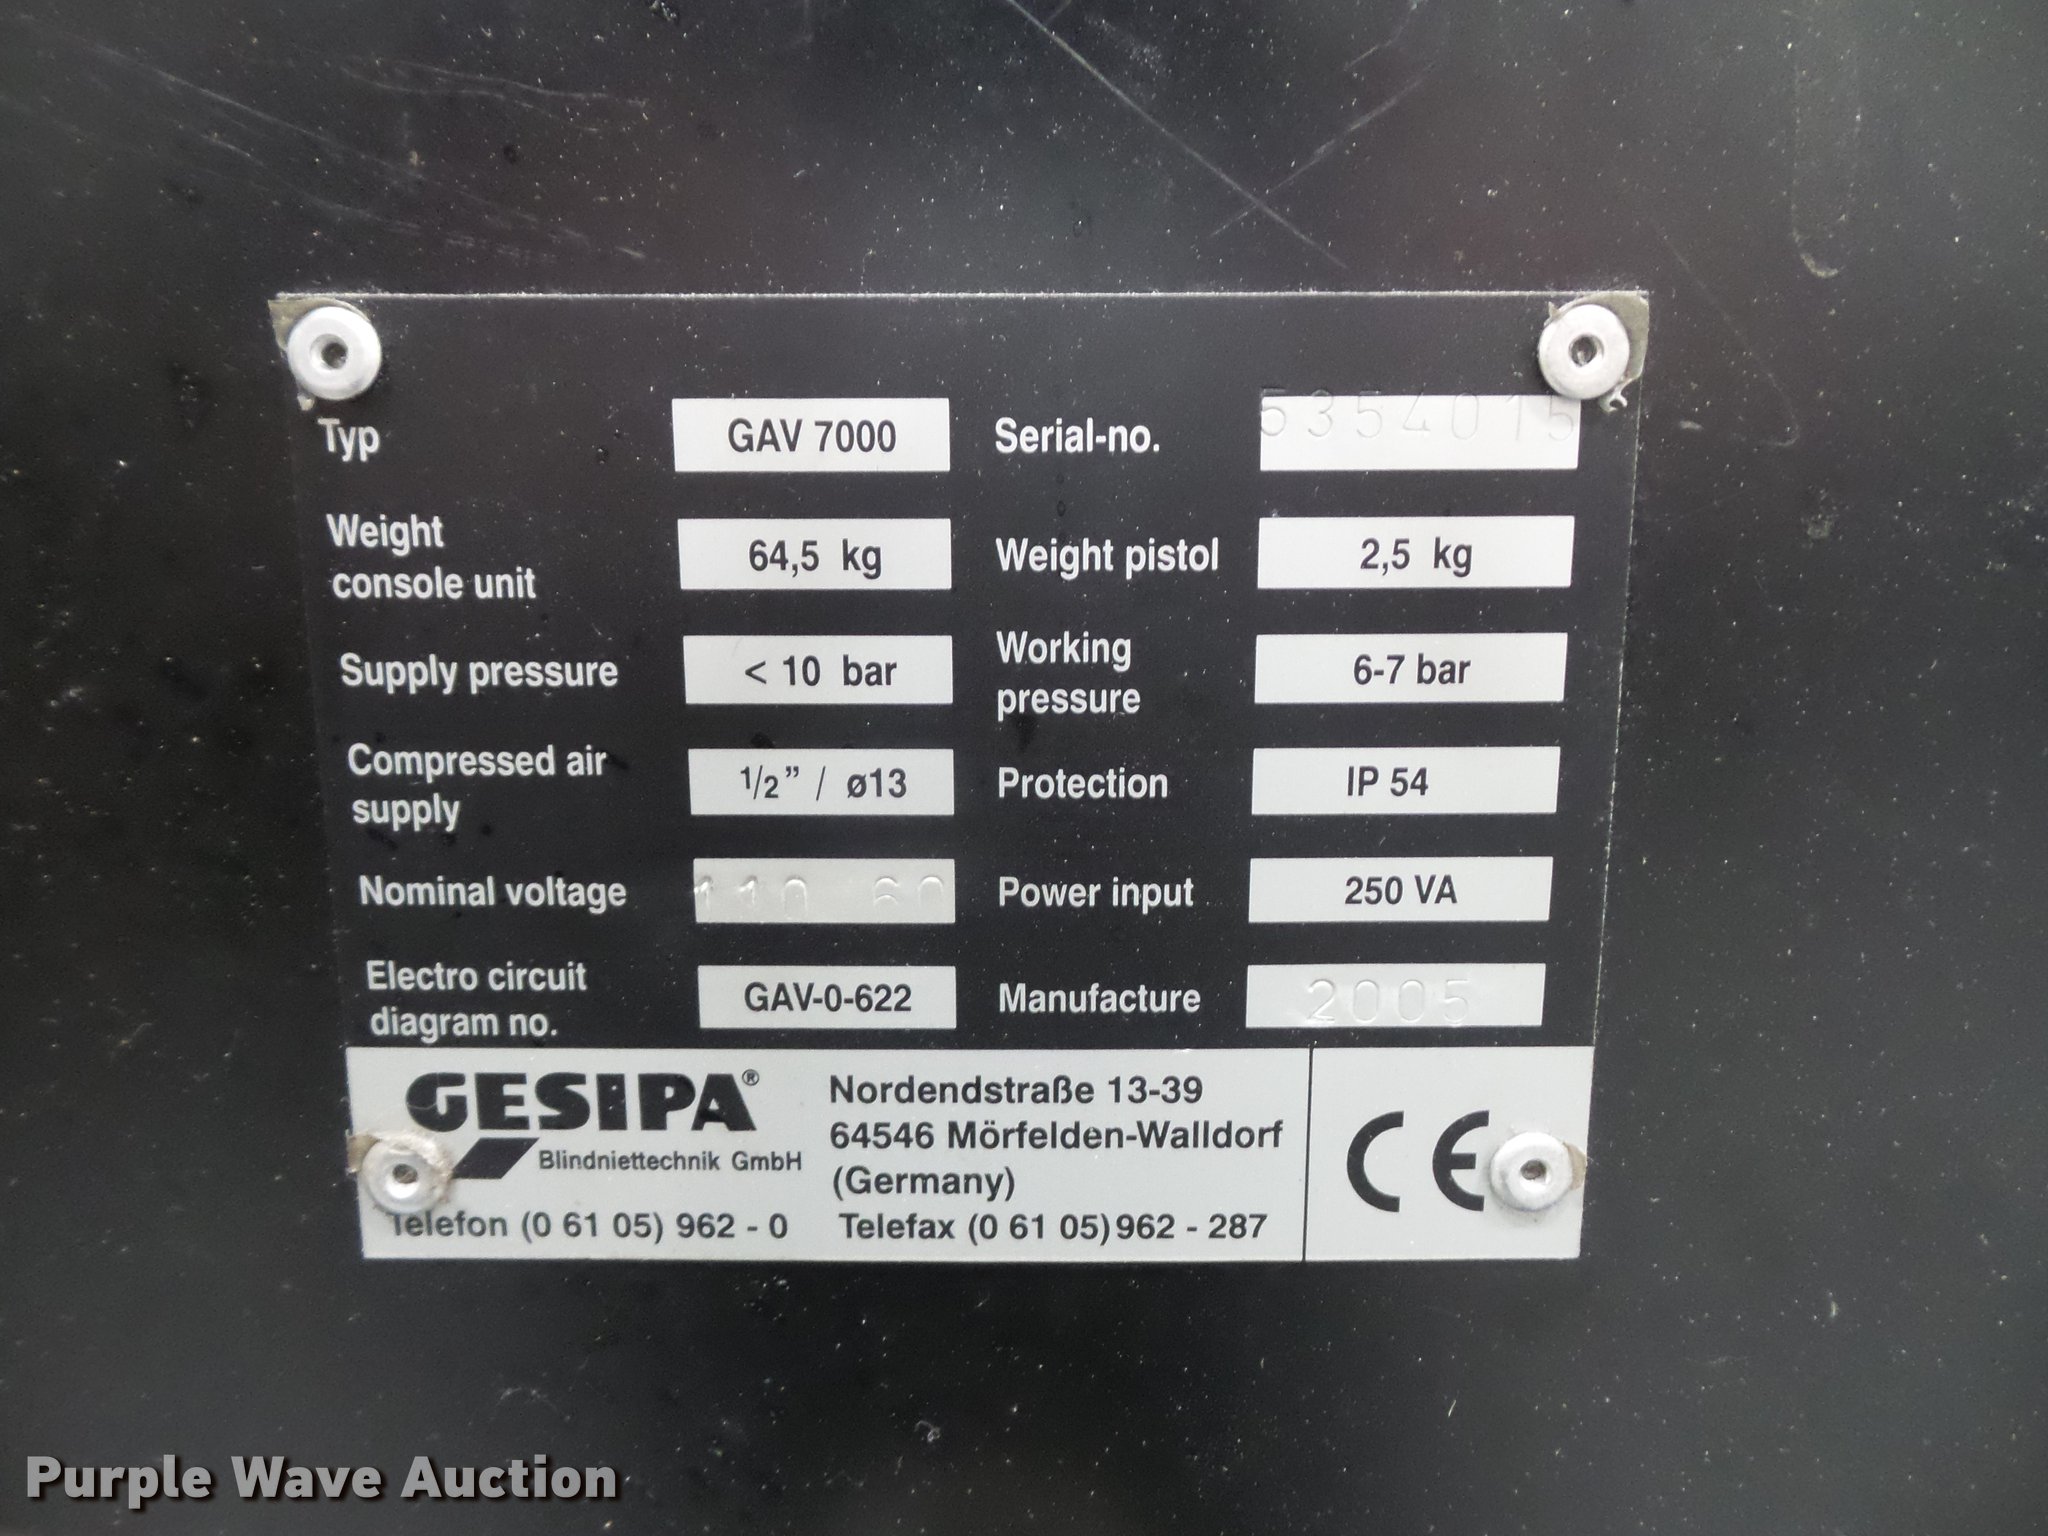 Typ GAV 7000 Serial-no. 5354015
Weight
console unit 64,5 kg Weight pistol 2,5 kg
Supply pressure < 10 bar Working
pressure 6-7 bar
Compressed air
supply 1/2” / ø13 Protection IP 54
Nominal voltage 110 60 Power input 250 VA
Electro circuit
diagram no. GAV-0-622 Manufacture 2005
GESIPA®
Blindniettechnik GmbH
Nordendstraße 13-39
64546 Mörfelden-Walldorf
(Germany)
Telefon (0 61 05) 962 - 0 Telefax (0 61 05) 962 - 287
CE
Purple Wave Auction